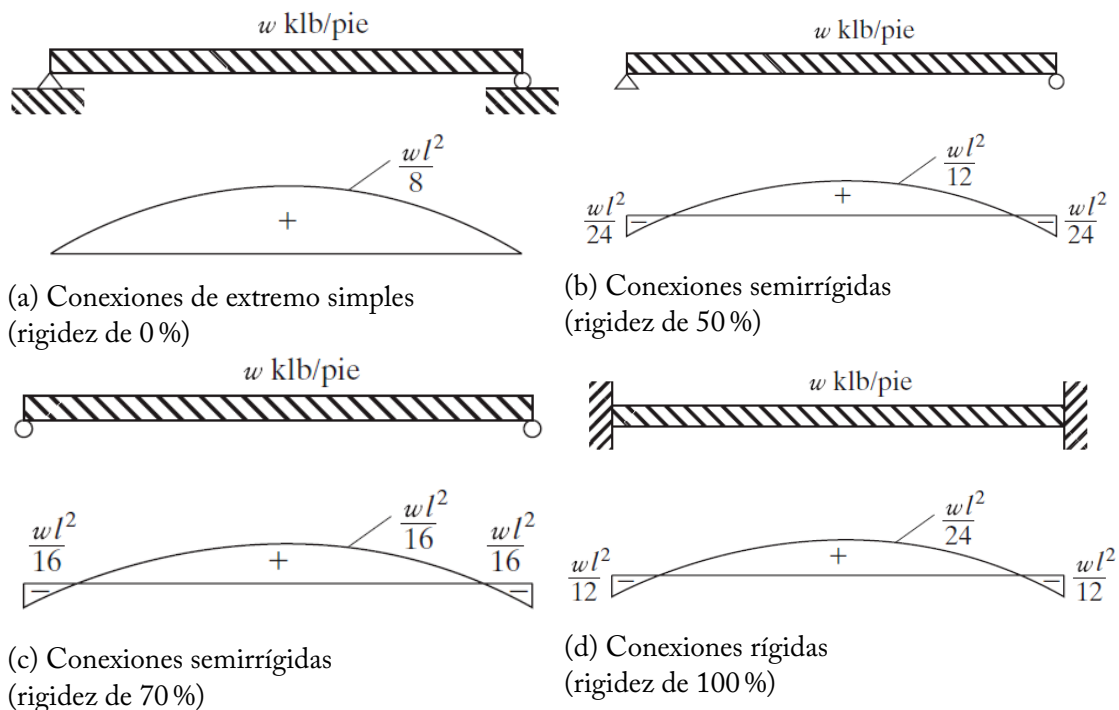 w klb/pie
wl²/8
+
(a) Conexiones de extremo simples
(rigidez de 0 %)
w klb/pie
wl²/12
wl²/24 − + − wl²/24
(b) Conexiones semirrígidas
(rigidez de 50 %)
w klb/pie
wl²/16 wl²/16 wl²/16
− + −
(c) Conexiones semirrígidas
(rigidez de 70 %)
w klb/pie
wl²/24
wl²/12 − + − wl²/12
(d) Conexiones rígidas
(rigidez de 100 %)